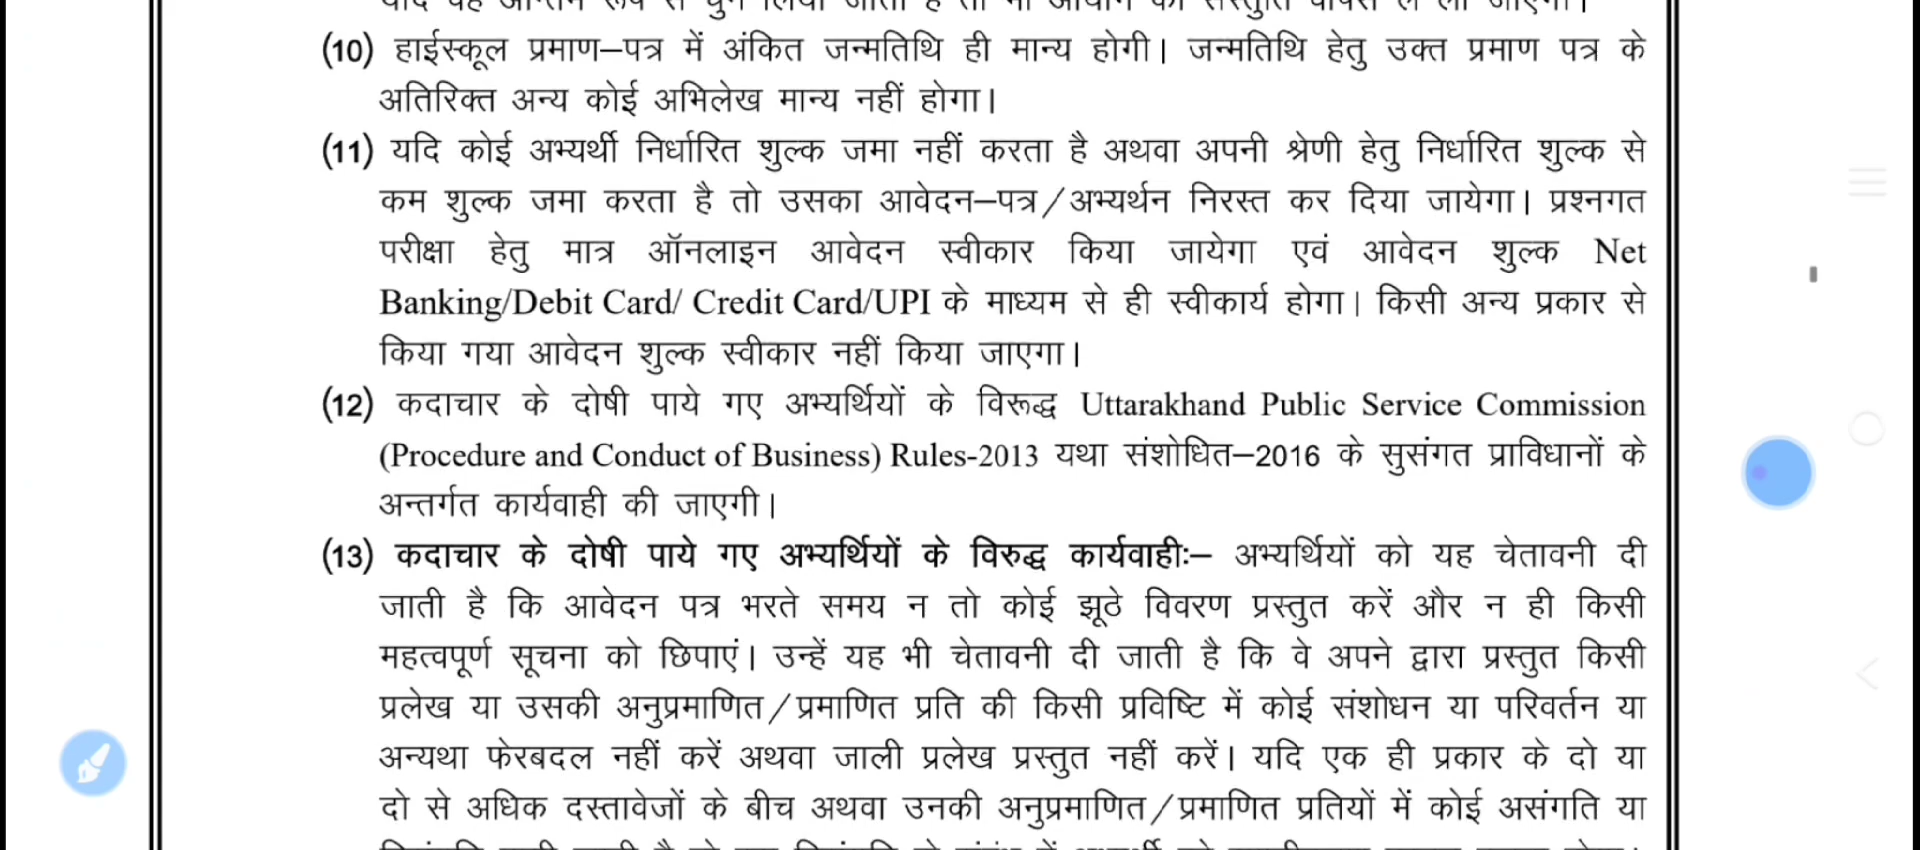 (10) हाईस्कूल प्रमाण–पत्र में अंकित जन्मतिथि ही मान्य होगी। जन्मतिथि हेतु उक्त प्रमाण पत्र के
अतिरिक्त अन्य कोई अभिलेख मान्य नहीं होगा।
(11) यदि कोई अभ्यर्थी निर्धारित शुल्क जमा नहीं करता है अथवा अपनी श्रेणी हेतु निर्धारित शुल्क से
कम शुल्क जमा करता है तो उसका आवेदन–पत्र/अभ्यर्थन निरस्त कर दिया जायेगा। प्रश्नगत
परीक्षा हेतु मात्र ऑनलाइन आवेदन स्वीकार किया जायेगा एवं आवेदन शुल्क Net
Banking/Debit Card/ Credit Card/UPI के माध्यम से ही स्वीकार्य होगा। किसी अन्य प्रकार से
किया गया आवेदन शुल्क स्वीकार नहीं किया जाएगा।
(12) कदाचार के दोषी पाये गए अभ्यर्थियों के विरूद्ध Uttarakhand Public Service Commission
(Procedure and Conduct of Business) Rules-2013 यथा संशोधित–2016 के सुसंगत प्राविधानों के
अन्तर्गत कार्यवाही की जाएगी।
(13) कदाचार के दोषी पाये गए अभ्यर्थियों के विरुद्ध कार्यवाहीः– अभ्यर्थियों को यह चेतावनी दी
जाती है कि आवेदन पत्र भरते समय न तो कोई झूठे विवरण प्रस्तुत करें और न ही किसी
महत्वपूर्ण सूचना को छिपाएं। उन्हें यह भी चेतावनी दी जाती है कि वे अपने द्वारा प्रस्तुत किसी
प्रलेख या उसकी अनुप्रमाणित/प्रमाणित प्रति की किसी प्रविष्टि में कोई संशोधन या परिवर्तन या
अन्यथा फेरबदल नहीं करें अथवा जाली प्रलेख प्रस्तुत नहीं करें। यदि एक ही प्रकार के दो या
दो से अधिक दस्तावेजों के बीच अथवा उनकी अनुप्रमाणित/प्रमाणित प्रतियों में कोई असंगति या